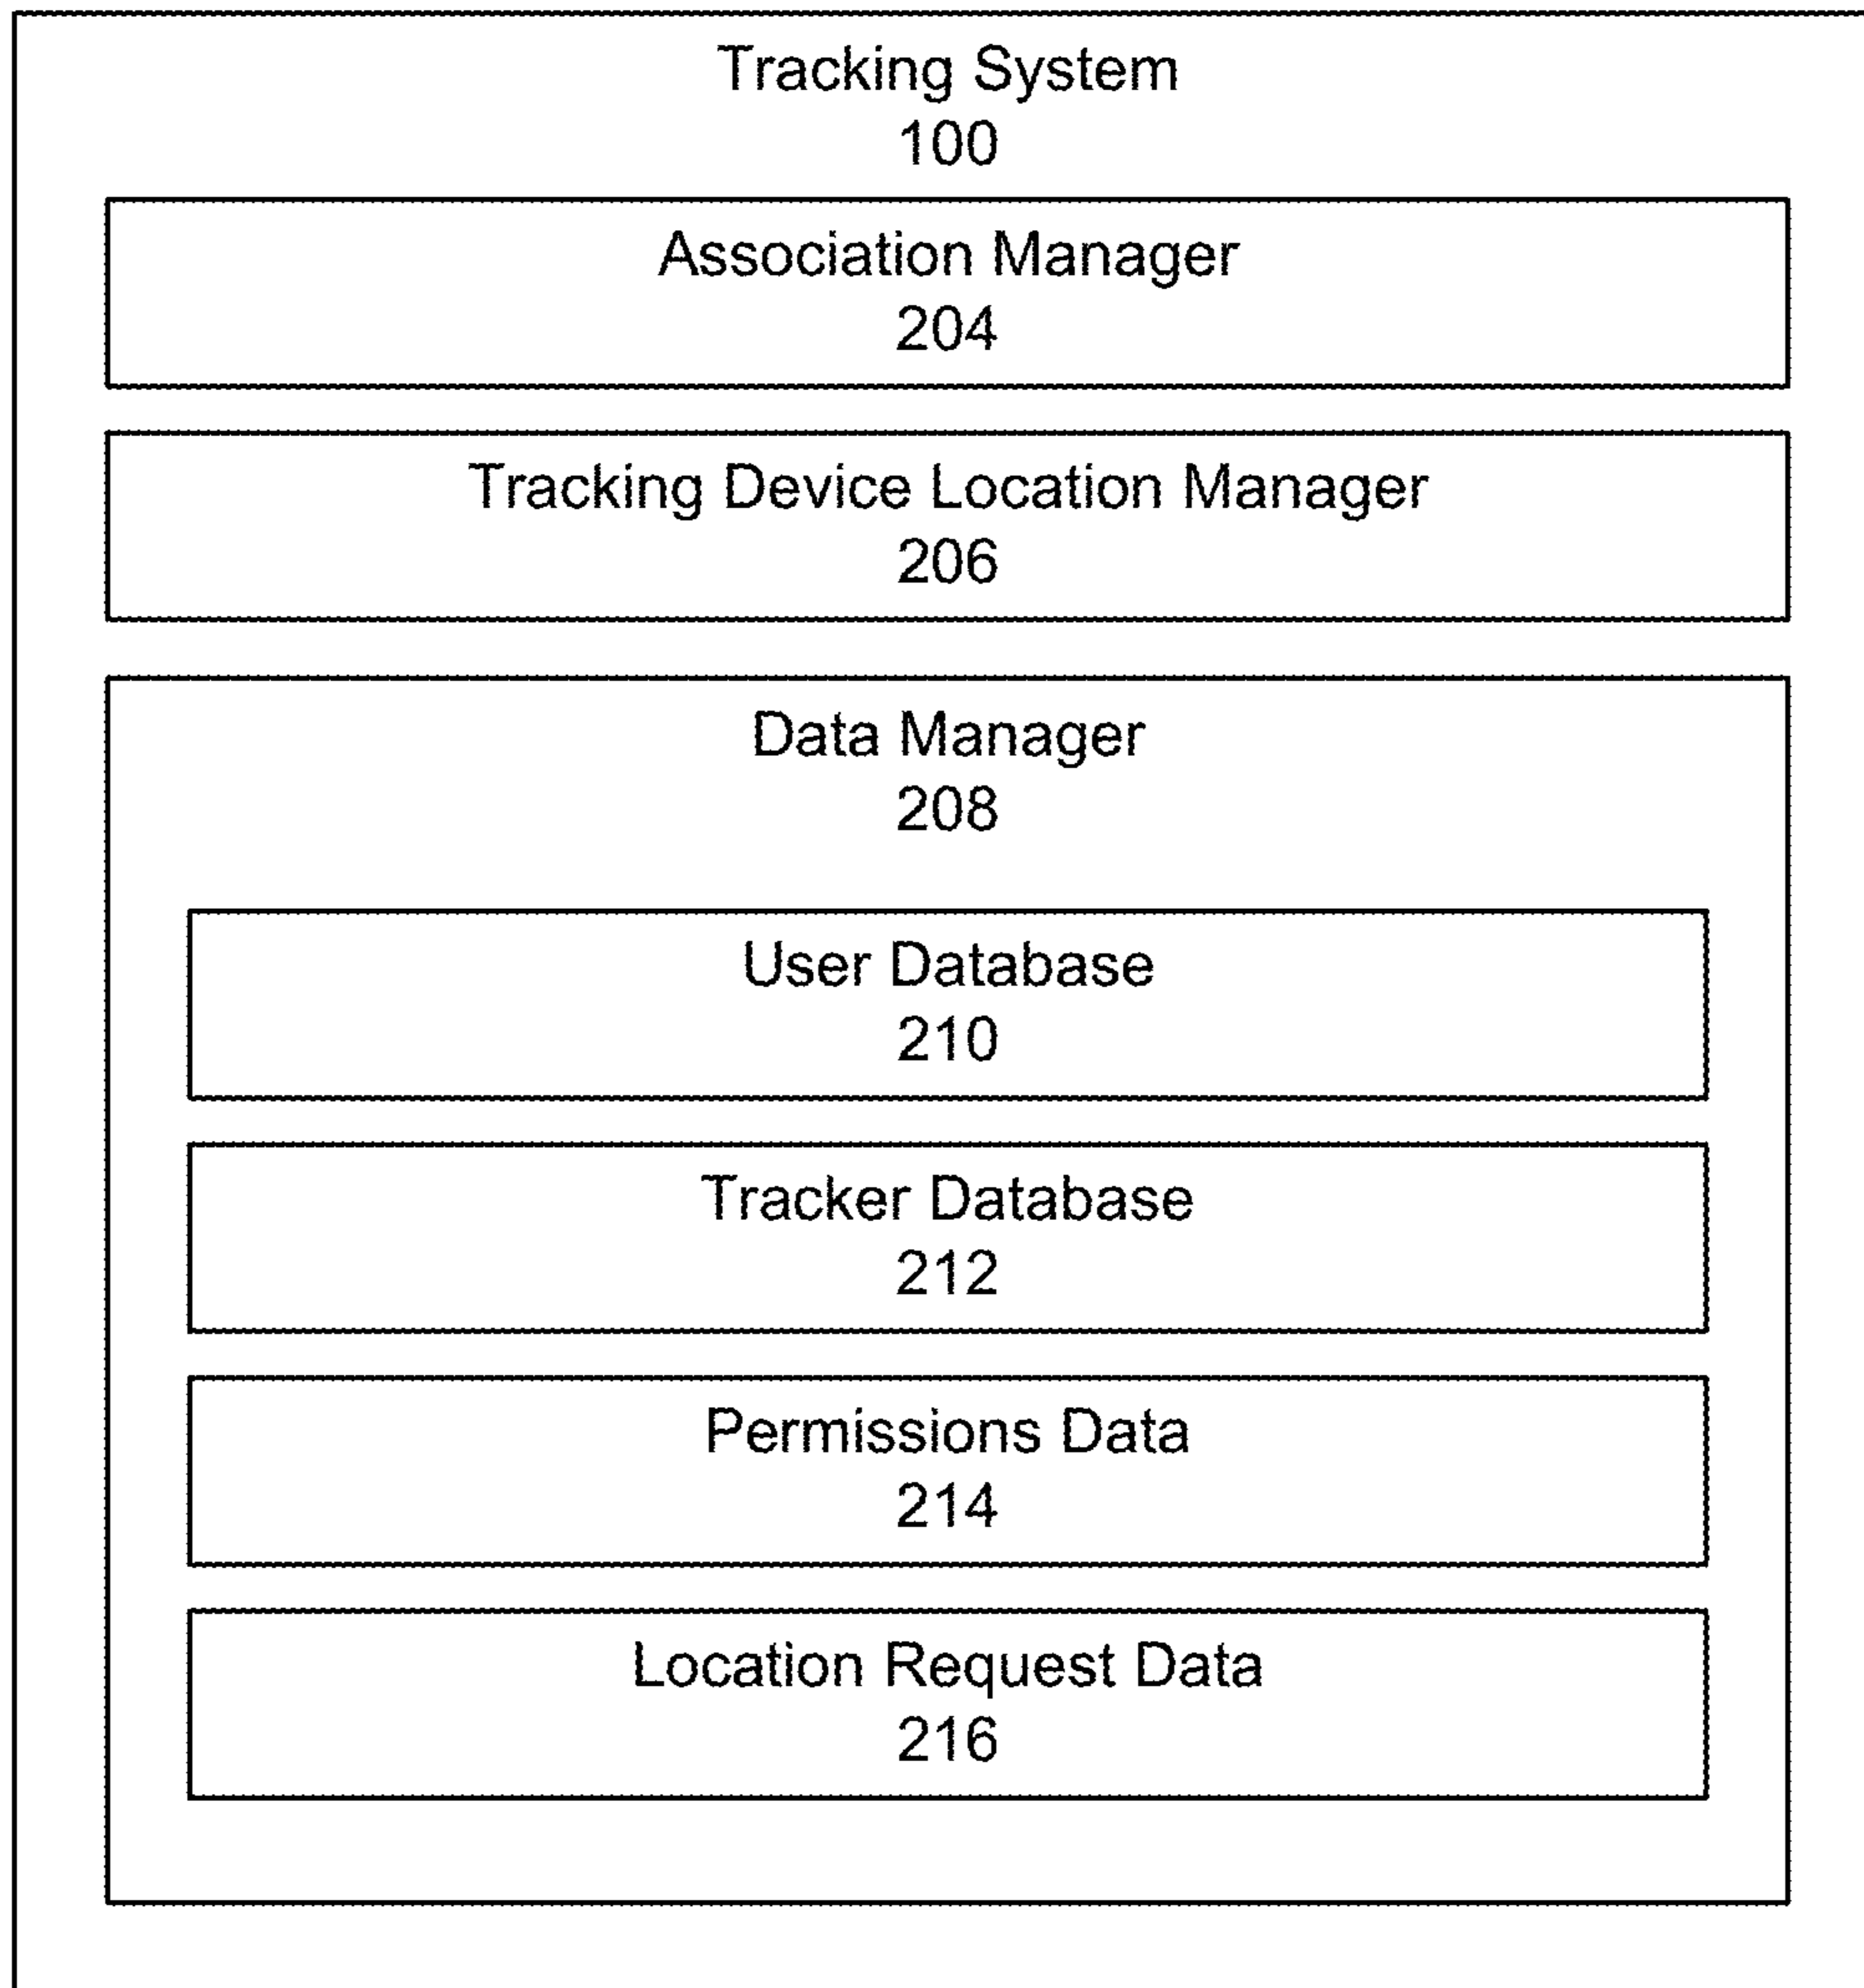 Tracking System
100
Association Manager
204
Tracking Device Location Manager
206
Data Manager
208
User Database
210
Tracker Database
212
Permissions Data
214
Location Request Data
216